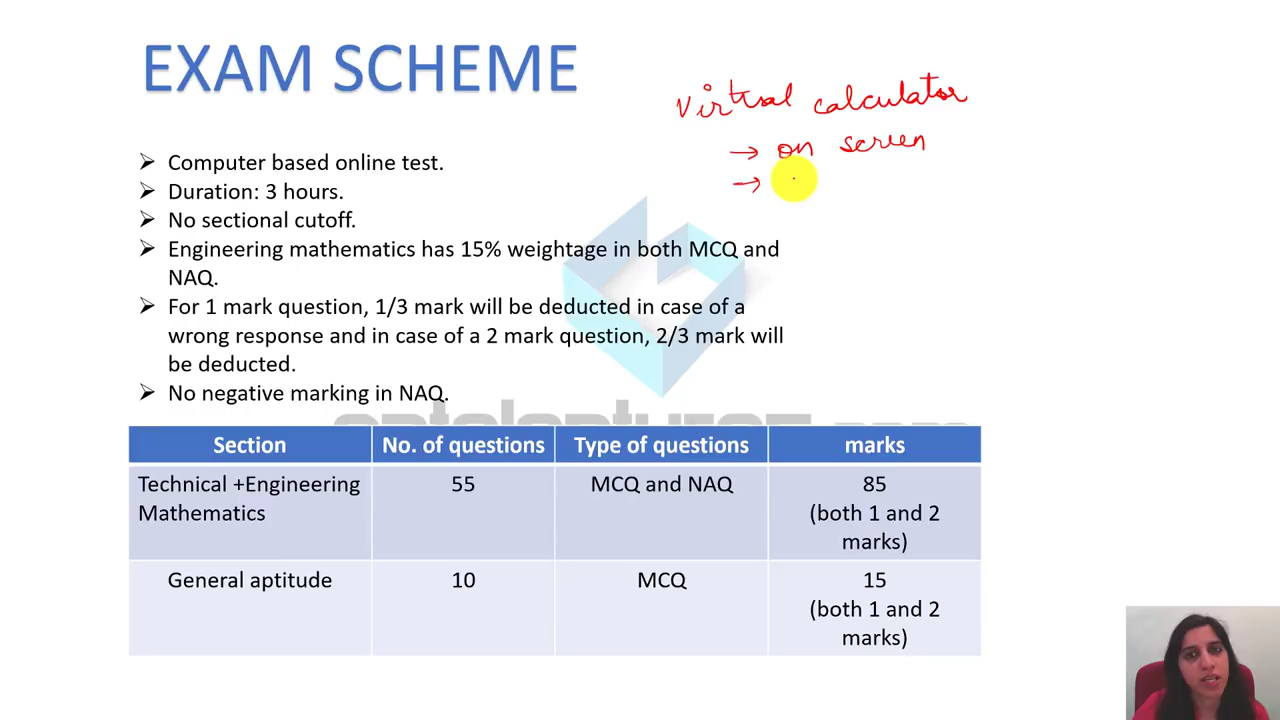 EXAM SCHEME
Virtual calculator
→ on screen
→
➢ Computer based online test.
➢ Duration: 3 hours.
➢ No sectional cutoff.
➢ Engineering mathematics has 15% weightage in both MCQ and
NAQ.
➢ For 1 mark question, 1/3 mark will be deducted in case of a
wrong response and in case of a 2 mark question, 2/3 mark will
be deducted.
➢ No negative marking in NAQ.
Section No. of questions Type of questions marks
Technical +Engineering 55 MCQ and NAQ 85
Mathematics (both 1 and 2
marks)
General aptitude 10 MCQ 15
(both 1 and 2
marks)